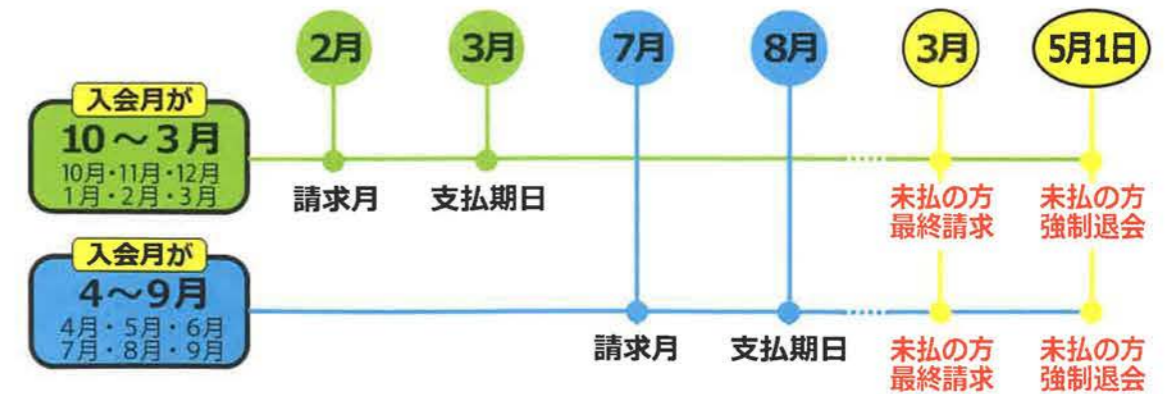 2月
3月
7月
8月
3月
5月1日
入会月が
10～3月
10月・11月・12月
1月・2月・3月
請求月
支払期日
未払の方
最終請求
未払の方
強制退会
入会月が
4～9月
4月・5月・6月
7月・8月・9月
請求月
支払期日
未払の方
最終請求
未払の方
強制退会